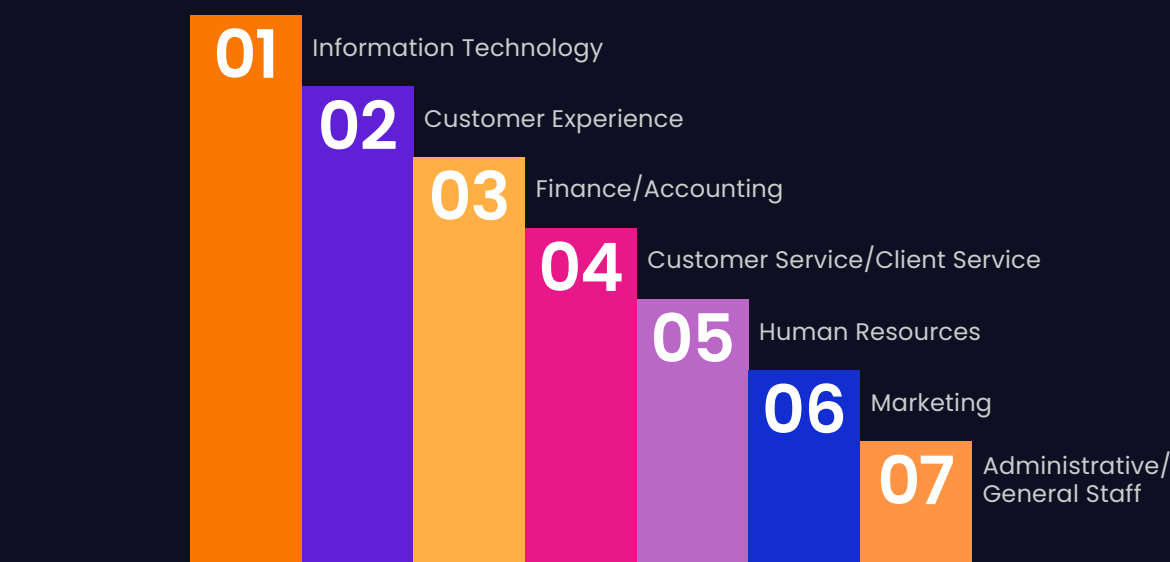 01 Information Technology
02 Customer Experience
03 Finance/Accounting
04 Customer Service/Client Service
05 Human Resources
06 Marketing
07 Administrative/
General Staff